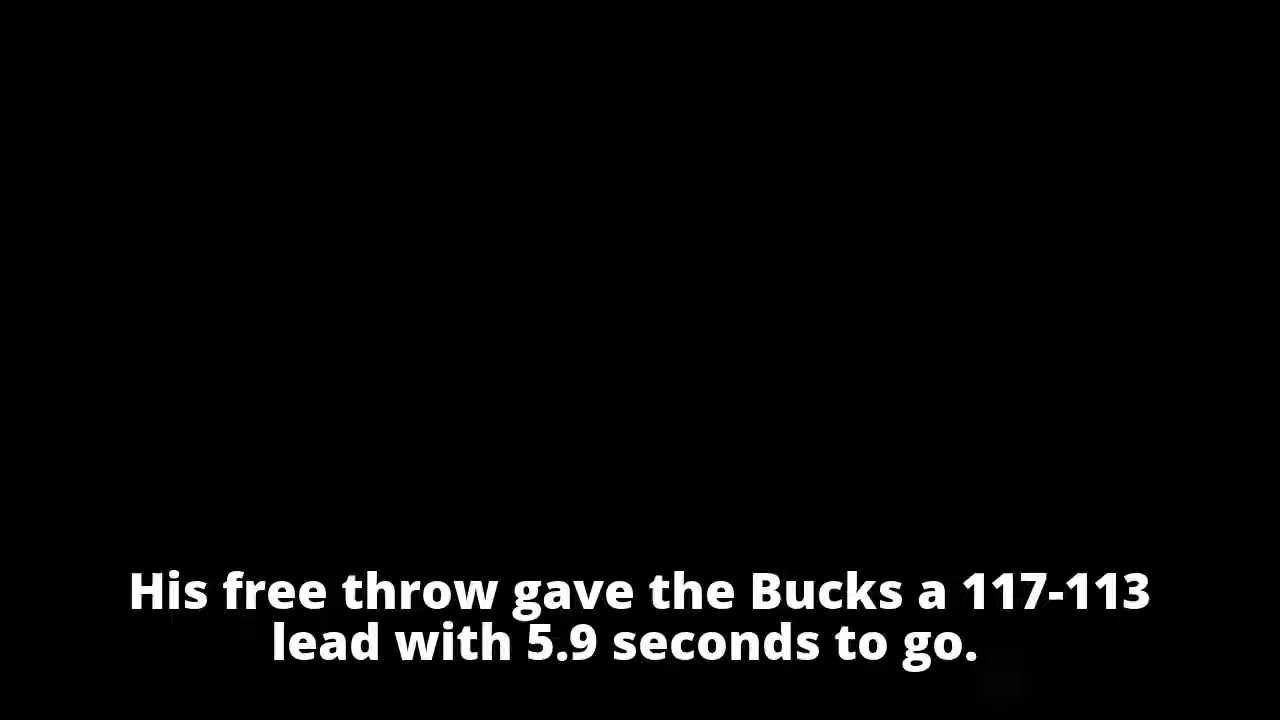 His free throw gave the Bucks a 117-113
lead with 5.9 seconds to go.